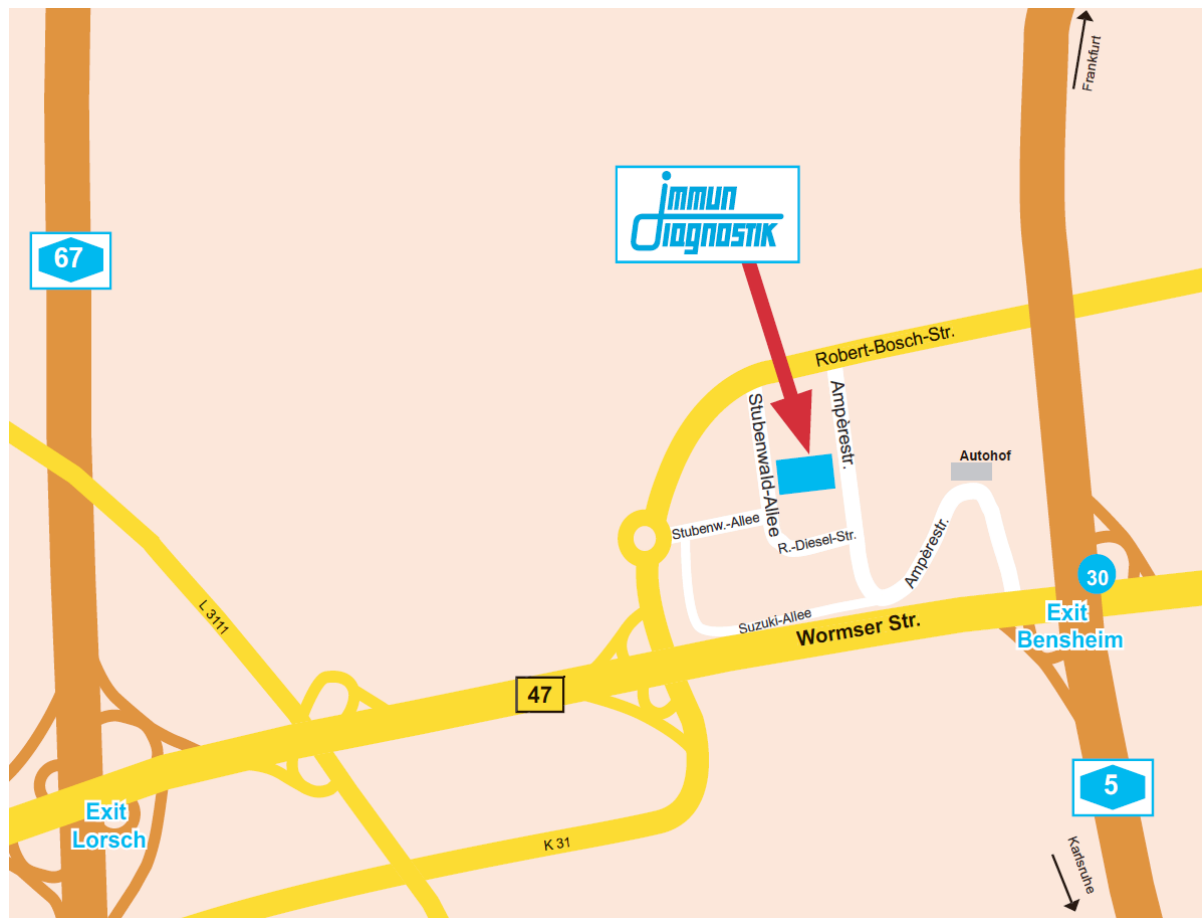 Frankfurt
immun
Diagnostik
67
Robert-Bosch-Str.
Stubenwald-Allee
Ampèrestr.
Autohof
Stubenw.-Allee
R.-Diesel-Str.
Ampèrestr.
30
Exit
Bensheim
L 3111
Suzuki-Allee
Wormser Str.
47
5
Exit
Lorsch
K 31
Karlsruhe